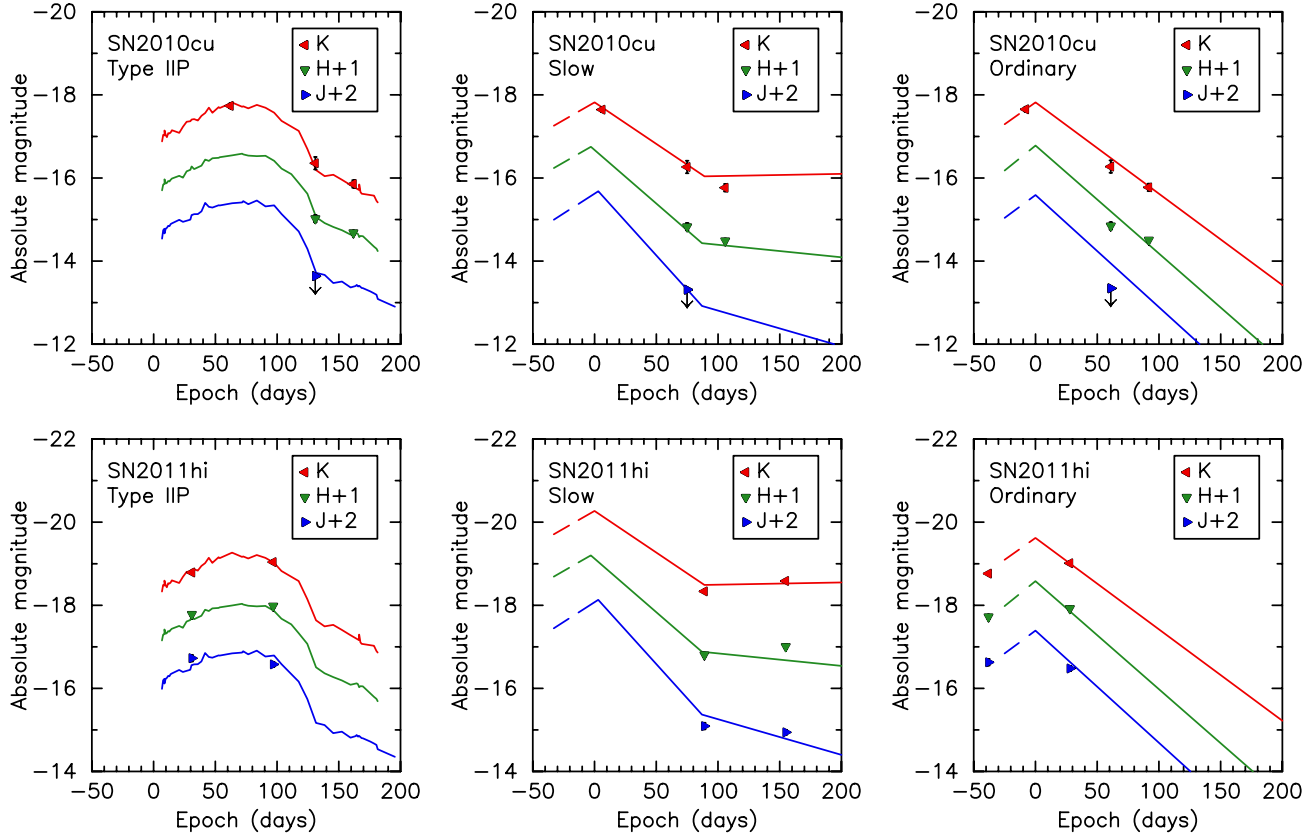 SN2010cu
Type IIP
K
H+1
J+2
Absolute magnitude
−20
−18
−16
−14
−12
−50 0 50 100 150 200
Epoch (days)
SN2010cu
Slow
K
H+1
J+2
Absolute magnitude
−20
−18
−16
−14
−12
−50 0 50 100 150 200
Epoch (days)
SN2010cu
Ordinary
K
H+1
J+2
Absolute magnitude
−20
−18
−16
−14
−12
−50 0 50 100 150 200
Epoch (days)
SN2011hi
Type IIP
K
H+1
J+2
Absolute magnitude
−22
−20
−18
−16
−14
−50 0 50 100 150 200
Epoch (days)
SN2011hi
Slow
K
H+1
J+2
Absolute magnitude
−22
−20
−18
−16
−14
−50 0 50 100 150 200
Epoch (days)
SN2011hi
Ordinary
K
H+1
J+2
Absolute magnitude
−22
−20
−18
−16
−14
−50 0 50 100 150 200
Epoch (days)